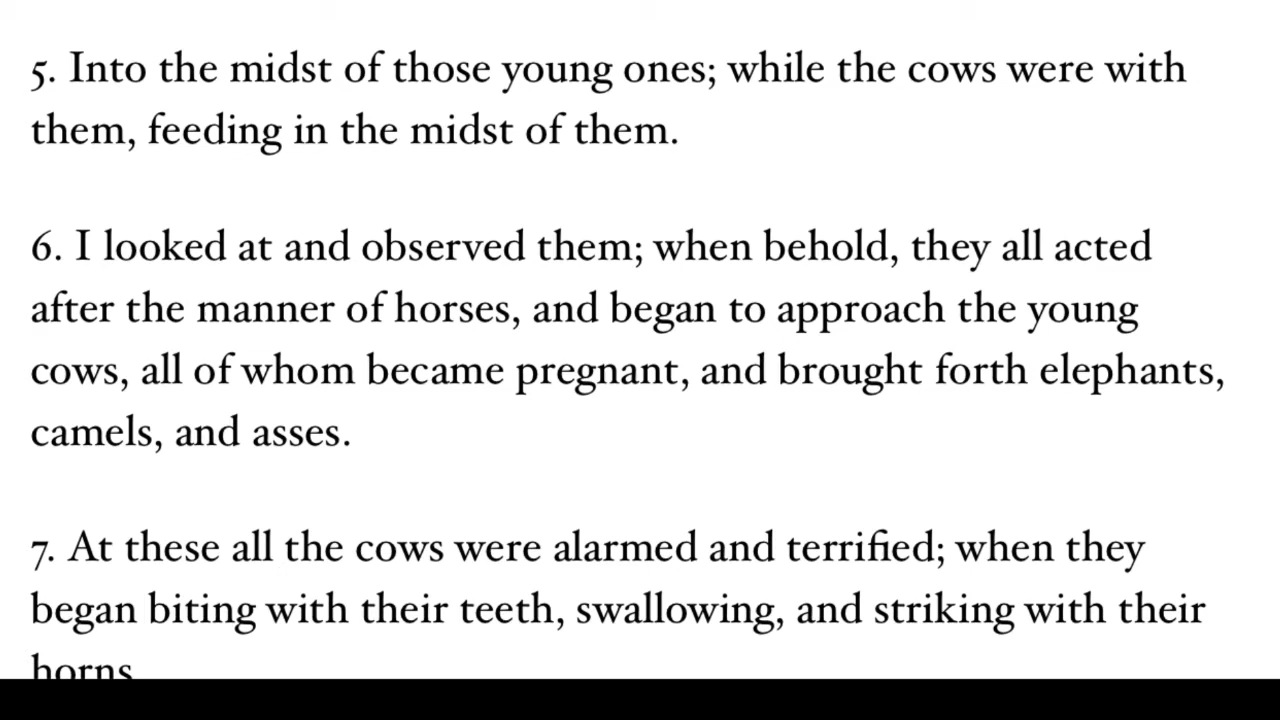 5. Into the midst of those young ones; while the cows were with
them, feeding in the midst of them.
6. I looked at and observed them; when behold, they all acted
after the manner of horses, and began to approach the young
cows, all of whom became pregnant, and brought forth elephants,
camels, and asses.
7. At these all the cows were alarmed and terrified; when they
began biting with their teeth, swallowing, and striking with their
horns